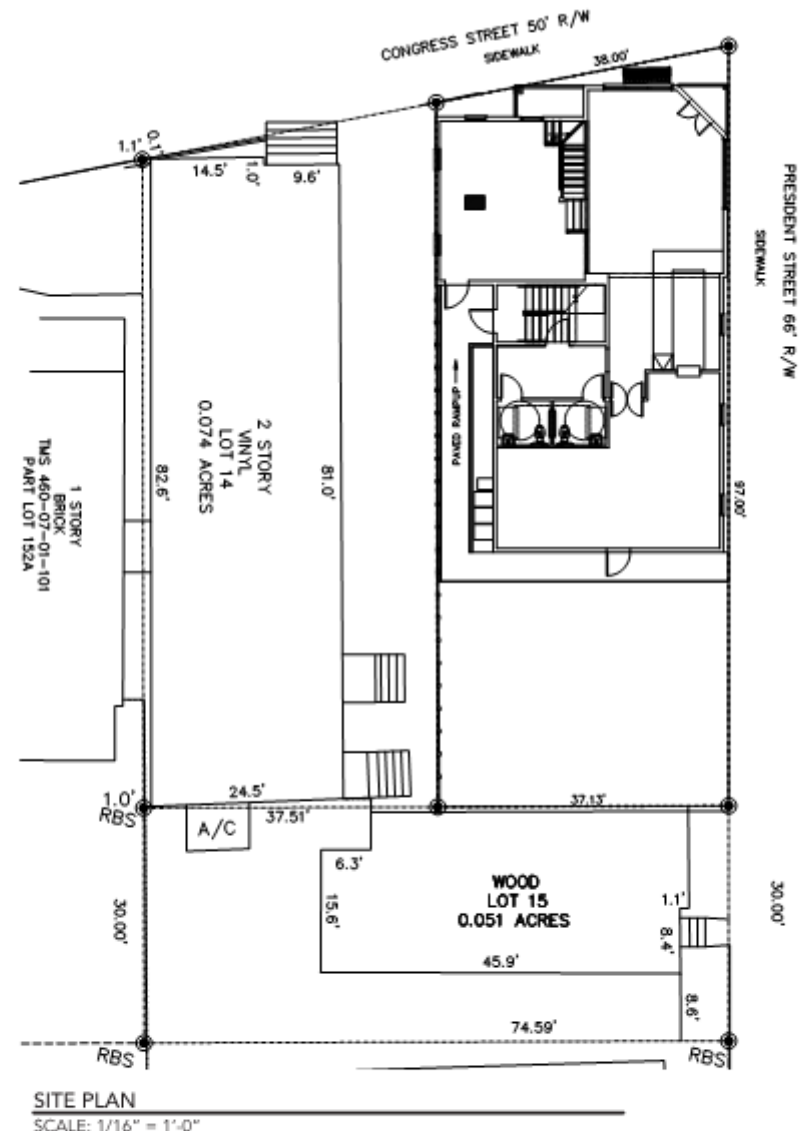 CONGRESS STREET 50' R/W
SIDEWALK
38.00'
PRESIDENT STREET 66' R/W
SIDEWALK
1.1'
0.1'
14.5'
1.0'
9.6'
2 STORY
VINYL
LOT 14
0.074 ACRES
82.6'
81.0'
1 STORY
BRICK
TMS 460-07-01-101
PART LOT 152A
PAVED RAMP UP
97.00'
24.5'
37.13'
1.0'
RBS
37.51'
A/C
6.3'
15.6'
WOOD
LOT 15
0.051 ACRES
1.1'
8.4'
30.00'
30.00'
45.9'
8.6'
74.59'
RBS
RBS
SITE PLAN
SCALE: 1/16" = 1'-0"